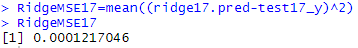 > RidgeMSE17=mean((ridge17.pred-test17_y)^2)
> RidgeMSE17
[1] 0.0001217046